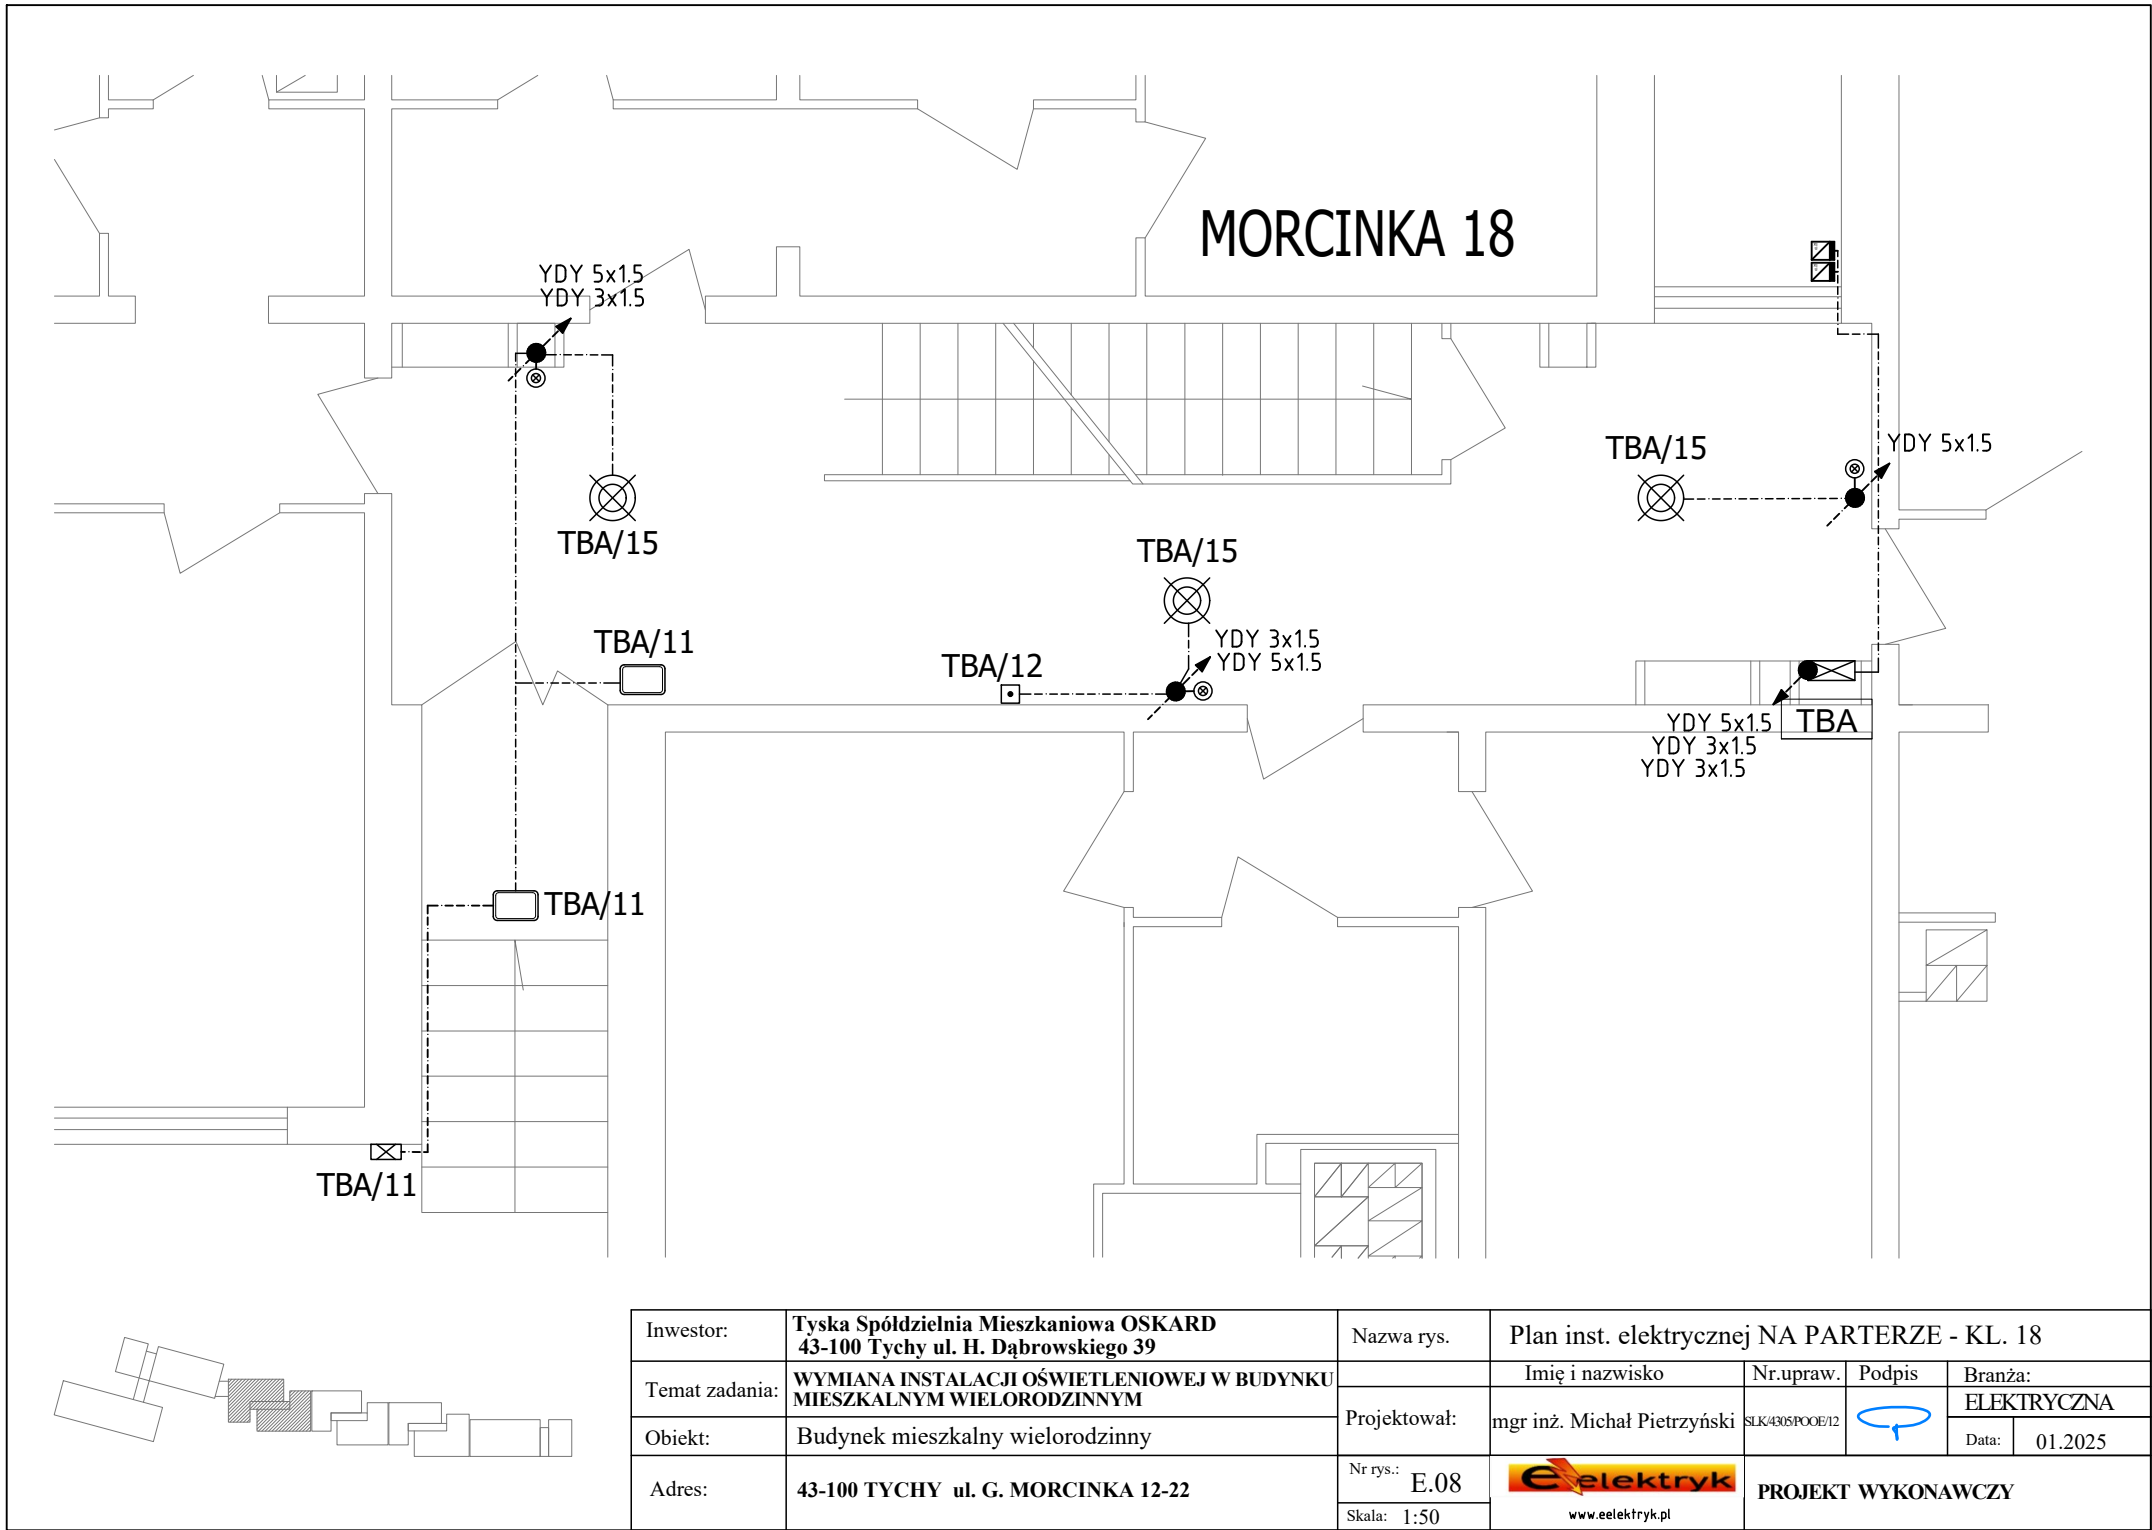 MORCINKA 18
YDY 5x1.5
YDY 3x1.5
TBA/15
YDY 5x1.5
TBA/15
TBA/15
TBA/11
TBA/12
YDY 3x1.5
YDY 5x1.5
YDY 5x1.5
YDY 3x1.5
YDY 3x1.5
TBA
TBA/11
TBA/11
Inwestor:
Tyska Spółdzielnia Mieszkaniowa OSKARD
43-100 Tychy ul. H. Dąbrowskiego 39
Temat zadania:
WYMIANA INSTALACJI OŚWIETLENIOWEJ W BUDYNKU
MIESZKALNYM WIELORODZINNYM
Obiekt:
Budynek mieszkalny wielorodzinny
Adres:
43-100 TYCHY ul. G. MORCINKA 12-22
Nazwa rys.
Plan inst. elektrycznej NA PARTERZE - KL. 18
Imię i nazwisko
Nr.upraw.
Podpis
Branża:
Projektował:
mgr inż. Michał Pietrzyński
SLK/4305/POOE/12
ELEKTRYCZNA
Data:
01.2025
Nr rys.:
E.08
Skala: 1:50
eelektryk
www.eelektryk.pl
PROJEKT WYKONAWCZY